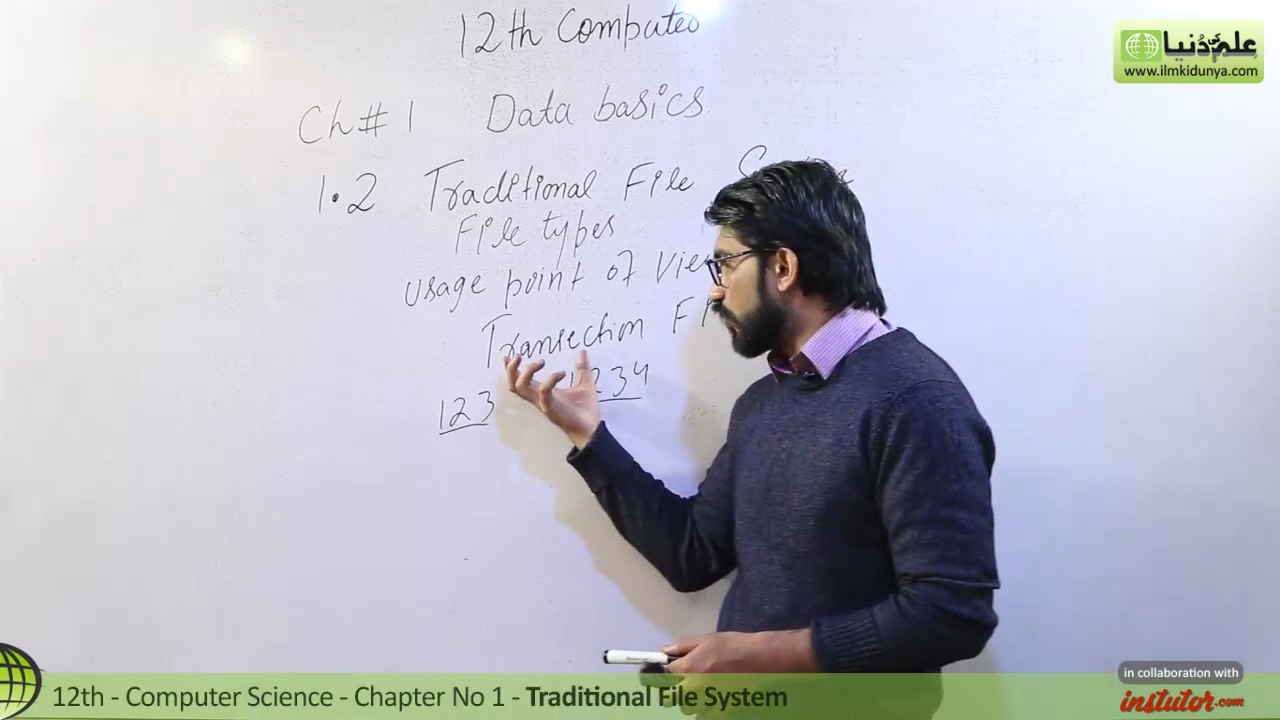 12th Computer
علم کی دنیا
www.ilmkidunya.com
Ch# 1 Data basics
1.2 Traditional File
File types
usage point of View
Transection Fi
123 1234
in collaboration with
instutor.com
12th - Computer Science - Chapter No 1 - Traditional File System